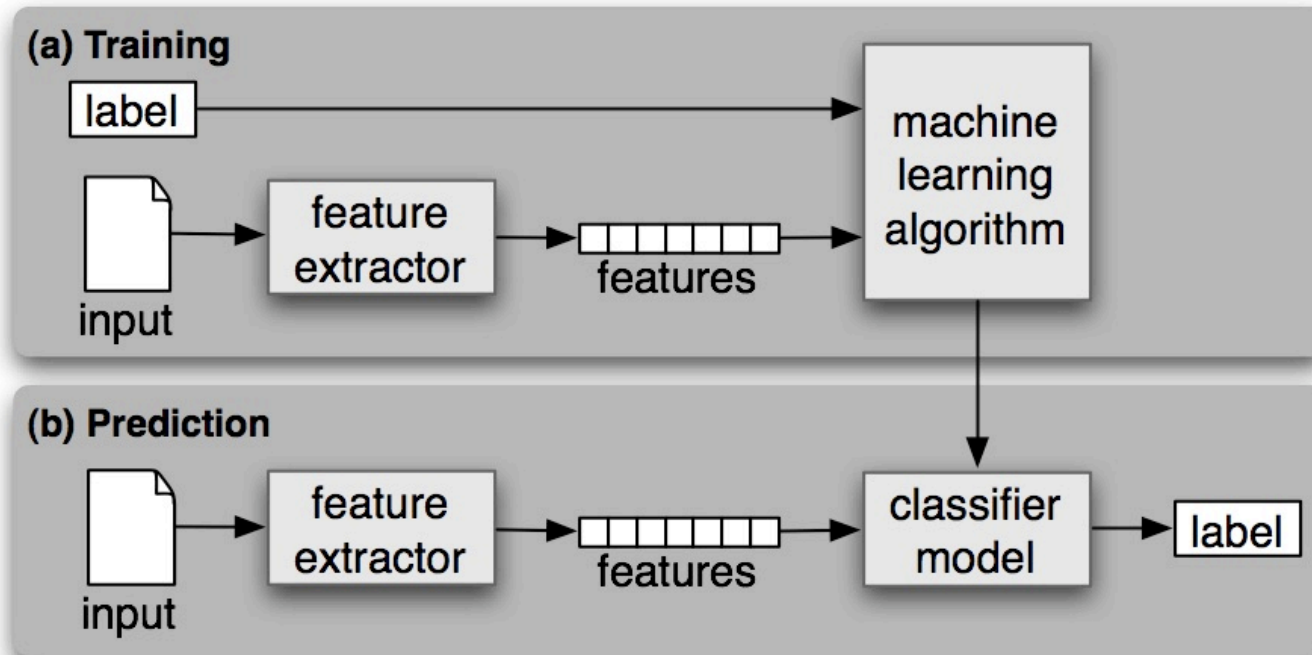 (a) Training
label
machine
learning
algorithm
feature
extractor
features
input
(b) Prediction
feature
extractor
features
input
classifier
model
label